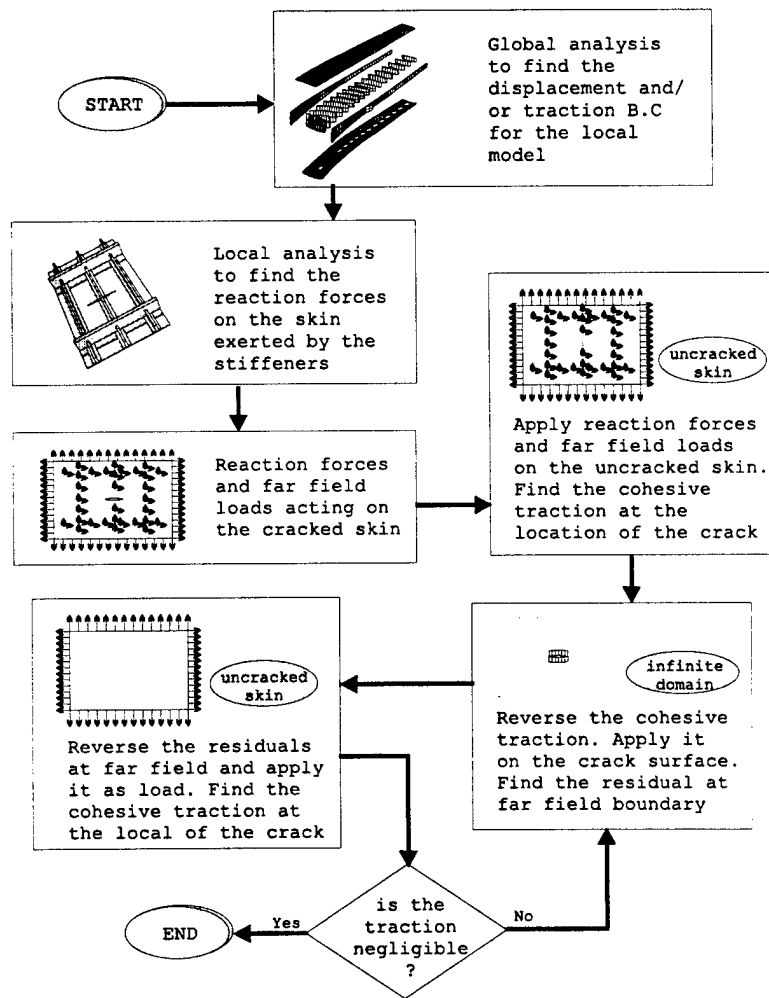 START
Global analysis
to find the
displacement and/
or traction B.C
for the local
model
Local analysis
to find the
reaction forces
on the skin
exerted by the
stiffeners
Reaction forces
and far field
loads acting on
the cracked skin
uncracked
skin
Apply reaction forces
and far field loads
on the uncracked skin.
Find the cohesive
traction at the
location of the crack
infinite
domain
Reverse the cohesive
traction. Apply it
on the crack surface.
Find the residual at
far field boundary
uncracked
skin
Reverse the residuals
at far field and apply
it as load. Find the
cohesive traction at
the local of the crack
is the
traction
negligible
?
Yes
No
END